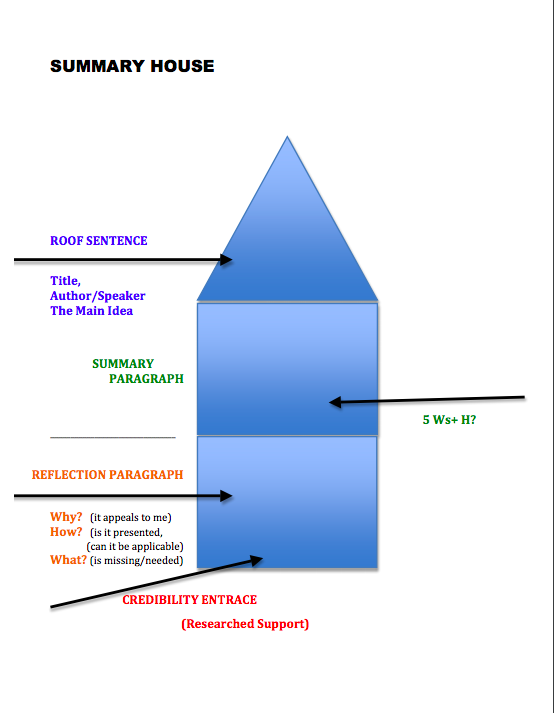 SUMMARY HOUSE
ROOF SENTENCE
Title,
Author/Speaker
The Main Idea
SUMMARY
PARAGRAPH
5 Ws+ H?
REFLECTION PARAGRAPH
Why? (it appeals to me)
How? (is it presented,
(can it be applicable)
What? (is missing/needed)
CREDIBILITY ENTRACE
(Researched Support)